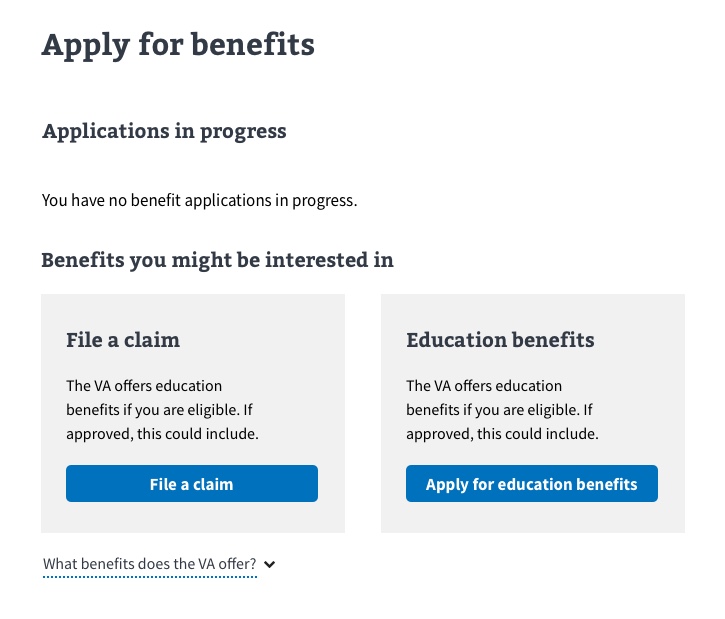 Apply for benefits
Applications in progress
You have no benefit applications in progress.
Benefits you might be interested in
File a claim
The VA offers education
benefits if you are eligible. If
approved, this could include.
File a claim
Education benefits
The VA offers education
benefits if you are eligible. If
approved, this could include.
Apply for education benefits
What benefits does the VA offer?